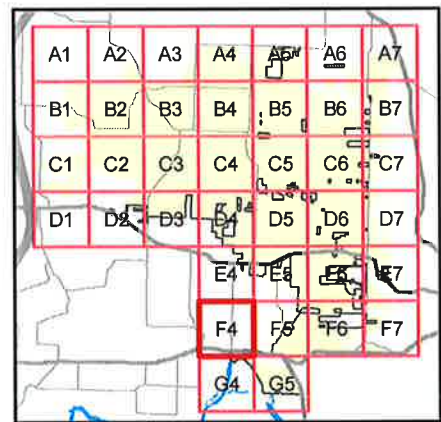 A1 A2 A3 A4 A5 A6 A7
B1 B2 B3 B4 B5 B6 B7
C1 C2 C3 C4 C5 C6 C7
D1 D2 D3 D4 D5 D6 D7
E4 E5 E6 E7
F4 F5 F6 F7
G4 G5